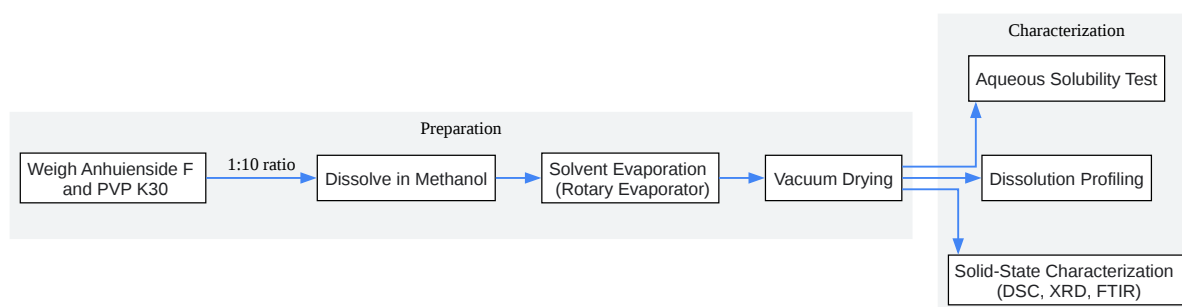 Preparation
Weigh Anhuienside F
and PVP K30
1:10 ratio
Dissolve in Methanol
Solvent Evaporation
(Rotary Evaporator)
Vacuum Drying
Characterization
Aqueous Solubility Test
Dissolution Profiling
Solid-State Characterization
(DSC, XRD, FTIR)